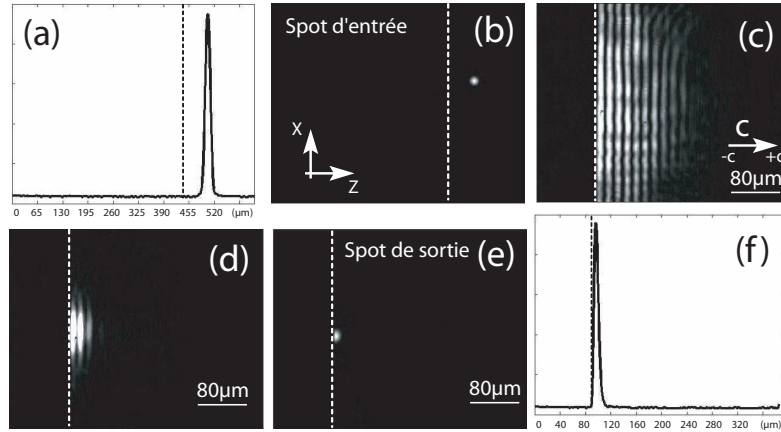 (a)
0 65 130 195 260 325 390 455 520 (µm)
Spot d'entrée
(b)
X
Z
(c)
C
-c +c
80µm
(d)
80µm
Spot de sortie
(e)
80µm
(f)
0 40 80 120 160 200 240 280 320 (µm)